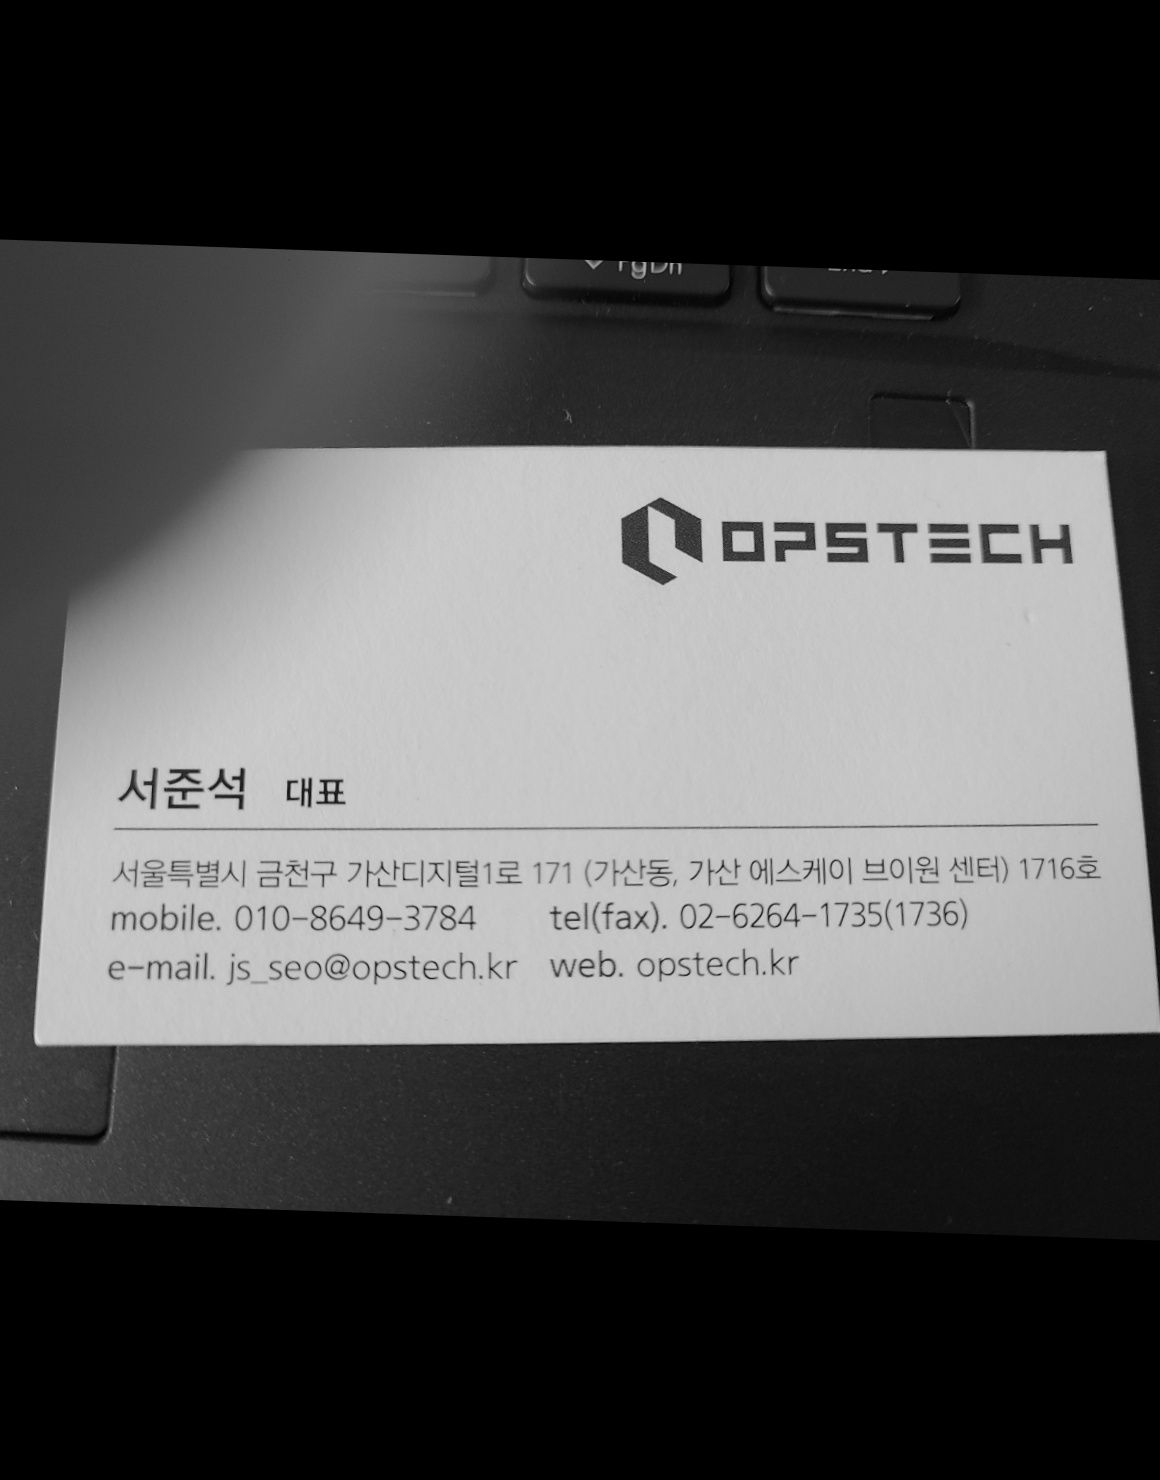 PgDn
OPSTECH
서준석 대표
서울특별시 금천구 가산디지털1로 171 (가산동, 가산 에스케이 브이원 센터) 1716호
mobile. 010-8649-3784 tel(fax). 02-6264-1735(1736)
e-mail. js_seo@opstech.kr web. opstech.kr